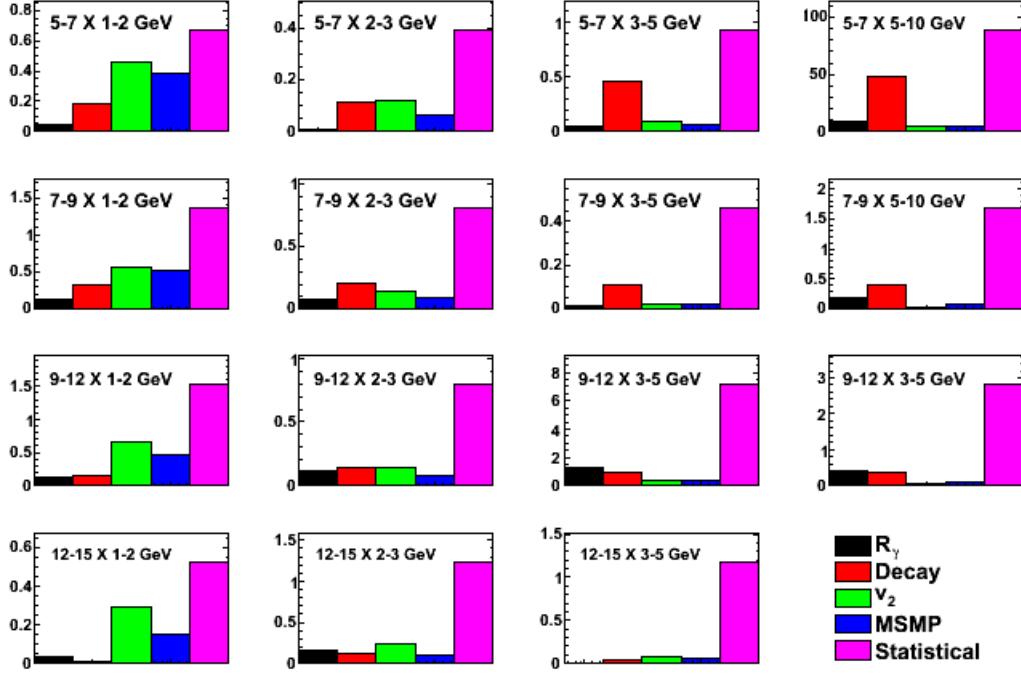 5-7 X 1-2 GeV
0.8
0.6
0.4
0.2
0
5-7 X 2-3 GeV
0.4
0.2
0
5-7 X 3-5 GeV
1
0.5
0
5-7 X 5-10 GeV
100
50
0
7-9 X 1-2 GeV
1.5
1
0.5
0
7-9 X 2-3 GeV
1
0.5
0
7-9 X 3-5 GeV
0.4
0.2
0
7-9 X 5-10 GeV
2
1.5
1
0.5
0
9-12 X 1-2 GeV
1.5
1
0.5
0
9-12 X 2-3 GeV
1
0.5
0
9-12 X 3-5 GeV
8
6
4
2
0
9-12 X 3-5 GeV
3
2
1
0
12-15 X 1-2 GeV
0.6
0.4
0.2
0
12-15 X 2-3 GeV
1.5
1
0.5
0
12-15 X 3-5 GeV
1.5
1
0.5
0
Rγ
Decay
v2
MSMP
Statistical